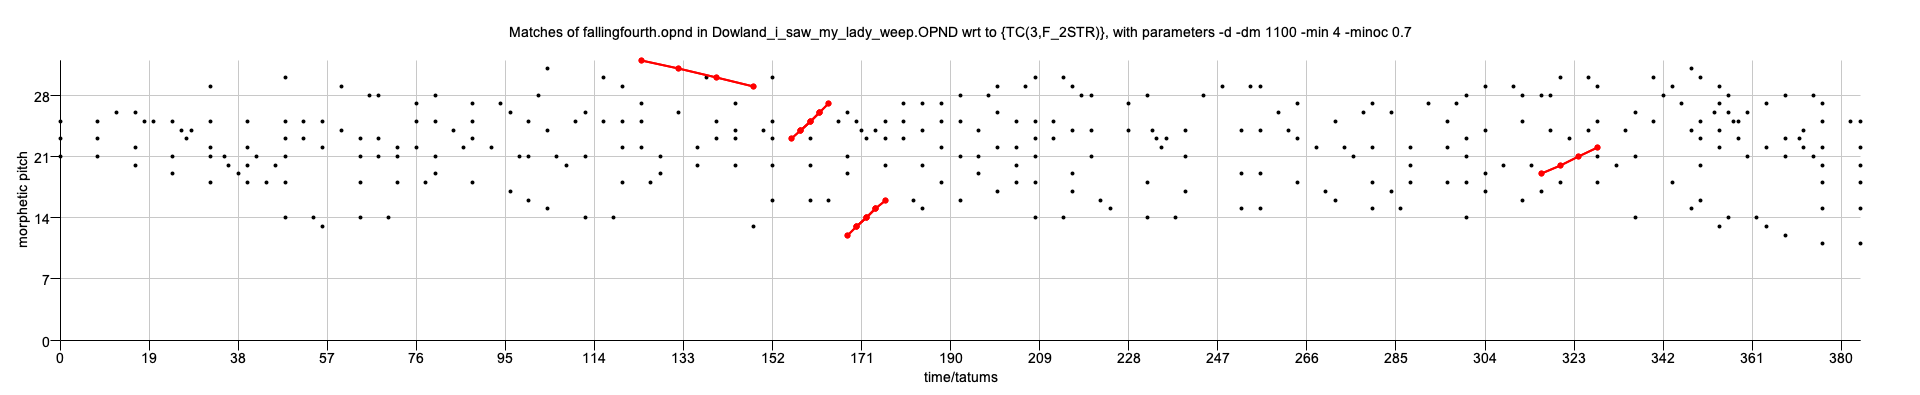 Matches of fallingfourth.opnd in Dowland_i_saw_my_lady_weep.OPND wrt to {TC(3,F_2STR)}, with parameters -d -dm 1100 -min 4 -minoc 0.7
28
21
14
7
0
morphetic pitch
0 19 38 57 76 95 114 133 152 171 190 209 228 247 266 285 304 323 342 361 380
time/tatums